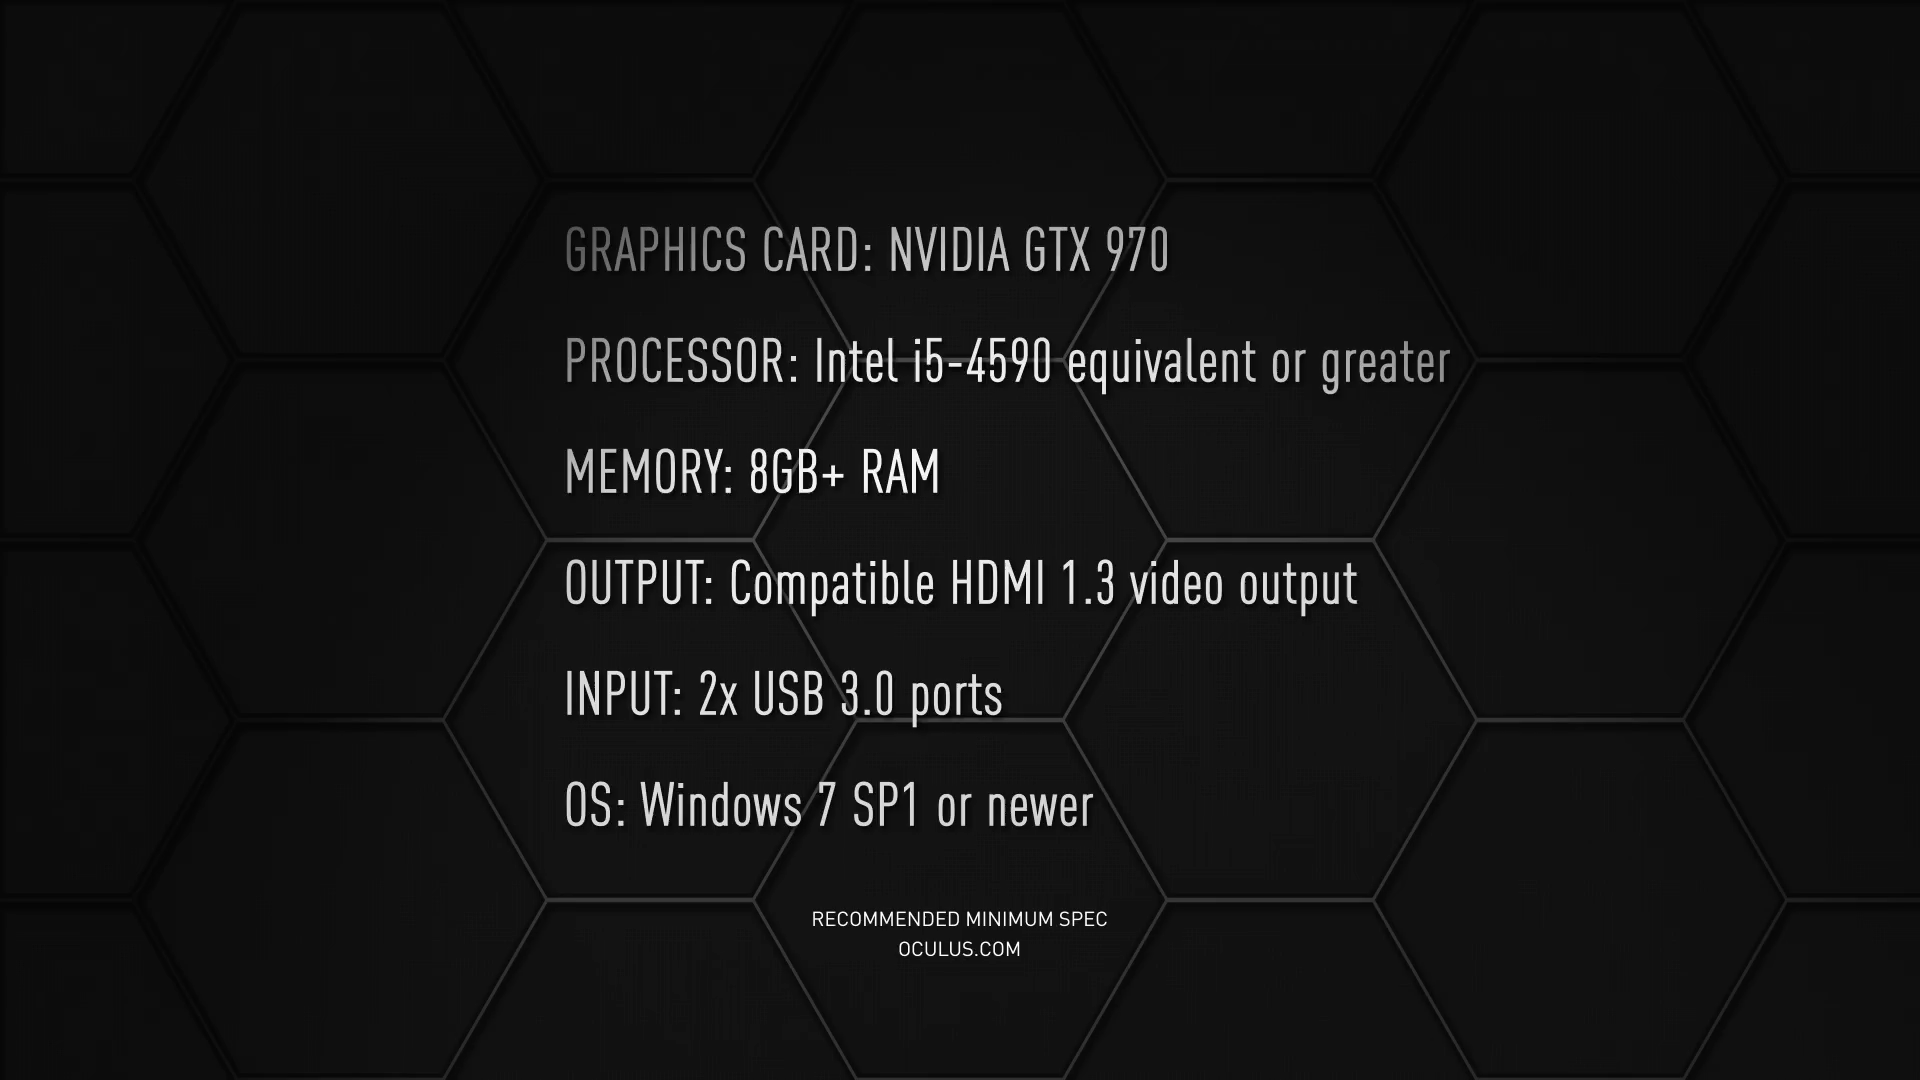 GRAPHICS CARD: NVIDIA GTX 970
PROCESSOR: Intel i5-4590 equivalent or greater
MEMORY: 8GB+ RAM
OUTPUT: Compatible HDMI 1.3 video output
INPUT: 2x USB 3.0 ports
OS: Windows 7 SP1 or newer
RECOMMENDED MINIMUM SPEC
OCULUS.COM